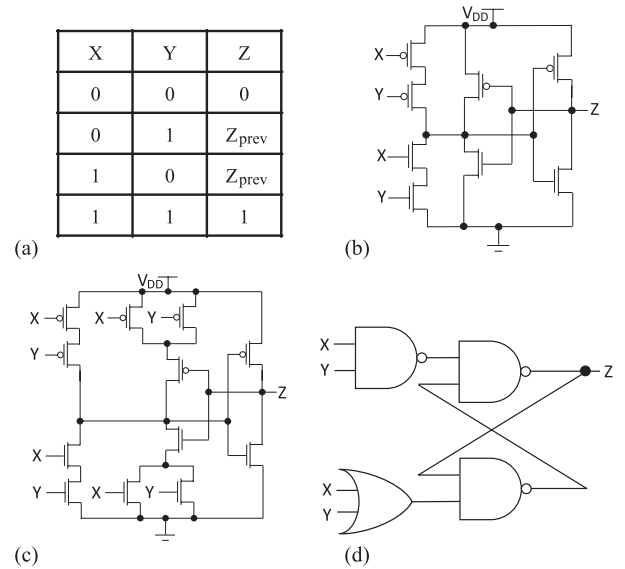 X Y Z
0 0 0
0 1 Zprev
1 0 Zprev
1 1 1
(a)
VDD
X
Y
X
Y
Z
(b)
VDD
X X Y
Y
Z
X
Y X Y
(c)
X
Y
Z
X
Y
(d)